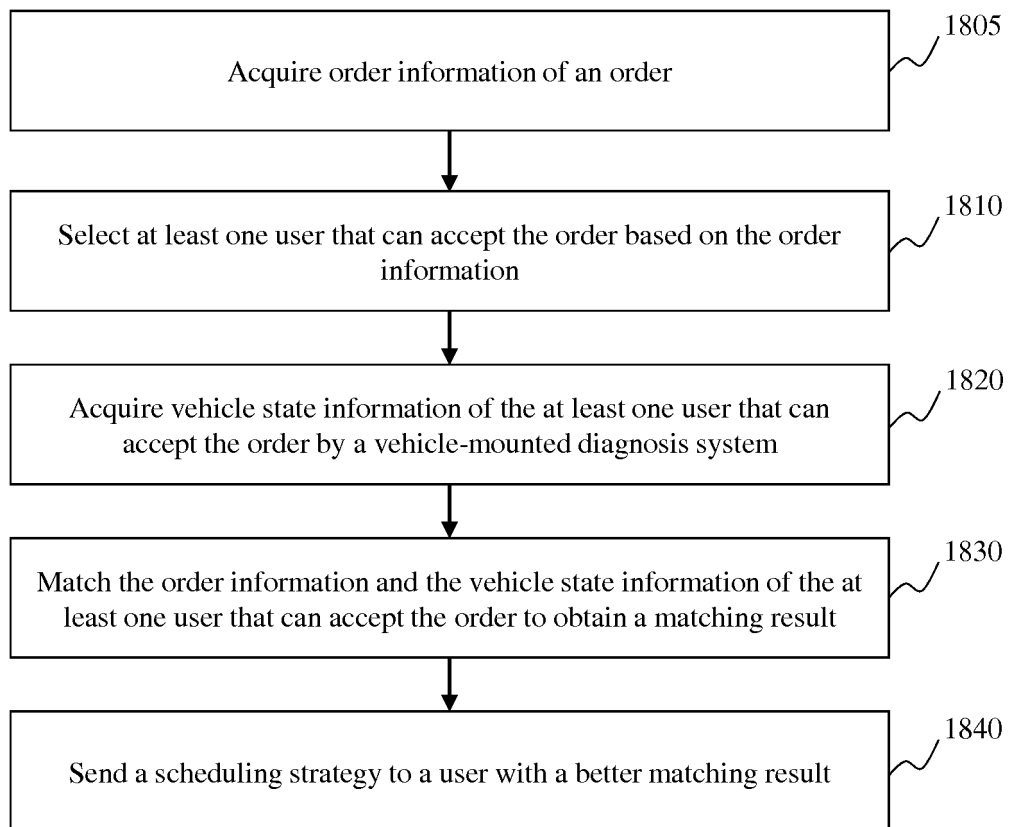 1805
Acquire order information of an order
1810
Select at least one user that can accept the order based on the order
information
1820
Acquire vehicle state information of the at least one user that can
accept the order by a vehicle-mounted diagnosis system
1830
Match the order information and the vehicle state information of the at
least one user that can accept the order to obtain a matching result
1840
Send a scheduling strategy to a user with a better matching result